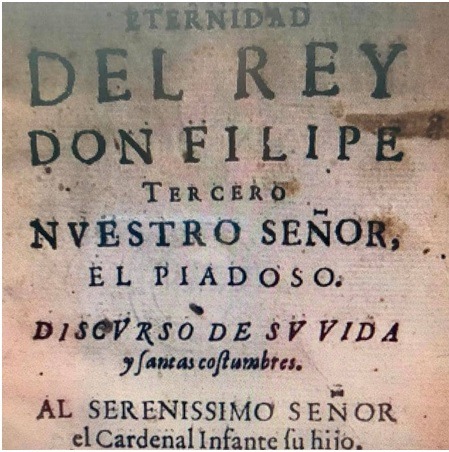 ETERNIDAD
DEL REY
DON FILIPE
TERCERO
NVESTRO SEÑOR,
EL PIADOSO.
DISCVRSO DE SV VIDA
y ſantas coſtumbres.
AL SERENISSIMO SEÑOR
el Cardenal Infante ſu hijo.